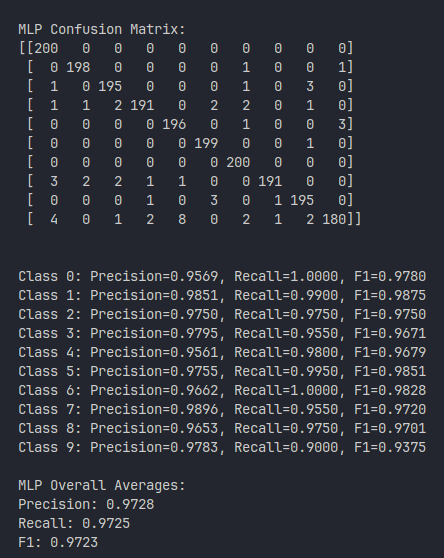 MLP Confusion Matrix:
[[200   0   0   0   0   0   0   0   0   0]
 [  0 198   0   0   0   0   1   0   0   1]
 [  1   0 195   0   0   0   1   0   3   0]
 [  1   1   2 191   0   2   2   0   1   0]
 [  0   0   0   0 196   0   1   0   0   3]
 [  0   0   0   0   0 199   0   0   1   0]
 [  0   0   0   0   0   0 200   0   0   0]
 [  3   2   2   1   1   0   0 191   0   0]
 [  0   0   0   1   0   3   0   1 195   0]
 [  4   0   1   2   8   0   2   1   2 180]]
Class 0: Precision=0.9569, Recall=1.0000, F1=0.9780
Class 1: Precision=0.9851, Recall=0.9900, F1=0.9875
Class 2: Precision=0.9750, Recall=0.9750, F1=0.9750
Class 3: Precision=0.9795, Recall=0.9550, F1=0.9671
Class 4: Precision=0.9561, Recall=0.9800, F1=0.9679
Class 5: Precision=0.9755, Recall=0.9950, F1=0.9851
Class 6: Precision=0.9662, Recall=1.0000, F1=0.9828
Class 7: Precision=0.9896, Recall=0.9550, F1=0.9720
Class 8: Precision=0.9653, Recall=0.9750, F1=0.9701
Class 9: Precision=0.9783, Recall=0.9000, F1=0.9375
MLP Overall Averages:
Precision: 0.9728
Recall: 0.9725
F1: 0.9723